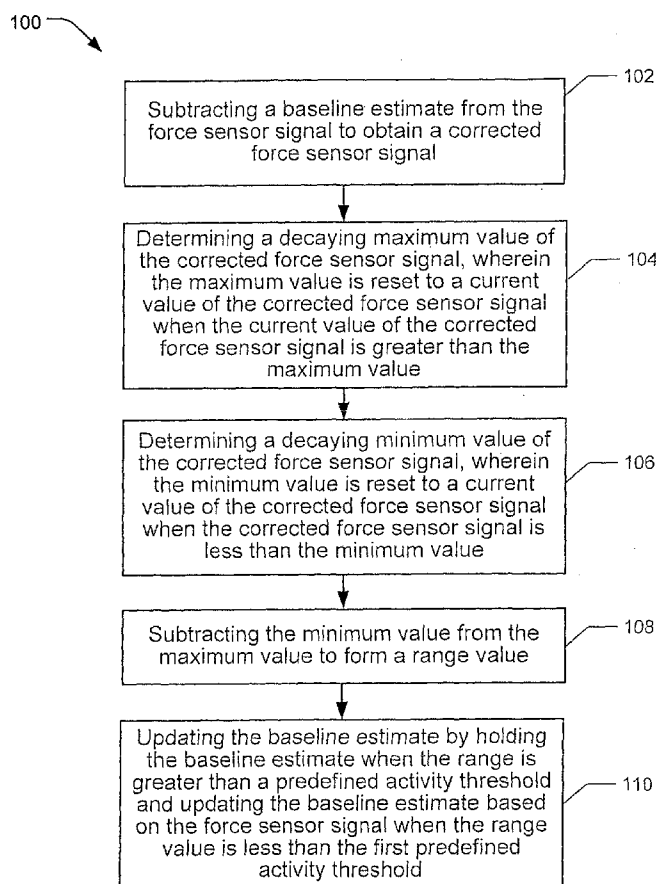 100
102
Subtracting a baseline estimate from the
force sensor signal to obtain a corrected
force sensor signal
Determining a decaying maximum value of
the corrected force sensor signal, wherein
the maximum value is reset to a current
value of the corrected force sensor signal
when the current value of the corrected
force sensor signal is greater than the
maximum value
104
Determining a decaying minimum value of
the corrected force sensor signal, wherein
the minimum value is reset to a current
value of the corrected force sensor signal
when the corrected force sensor signal is
less than the minimum value
106
Subtracting the minimum value from the
maximum value to form a range value
108
Updating the baseline estimate by holding
the baseline estimate when the range is
greater than a predefined activity threshold
and updating the baseline estimate based
on the force sensor signal when the range
value is less than the first predefined
activity threshold
110